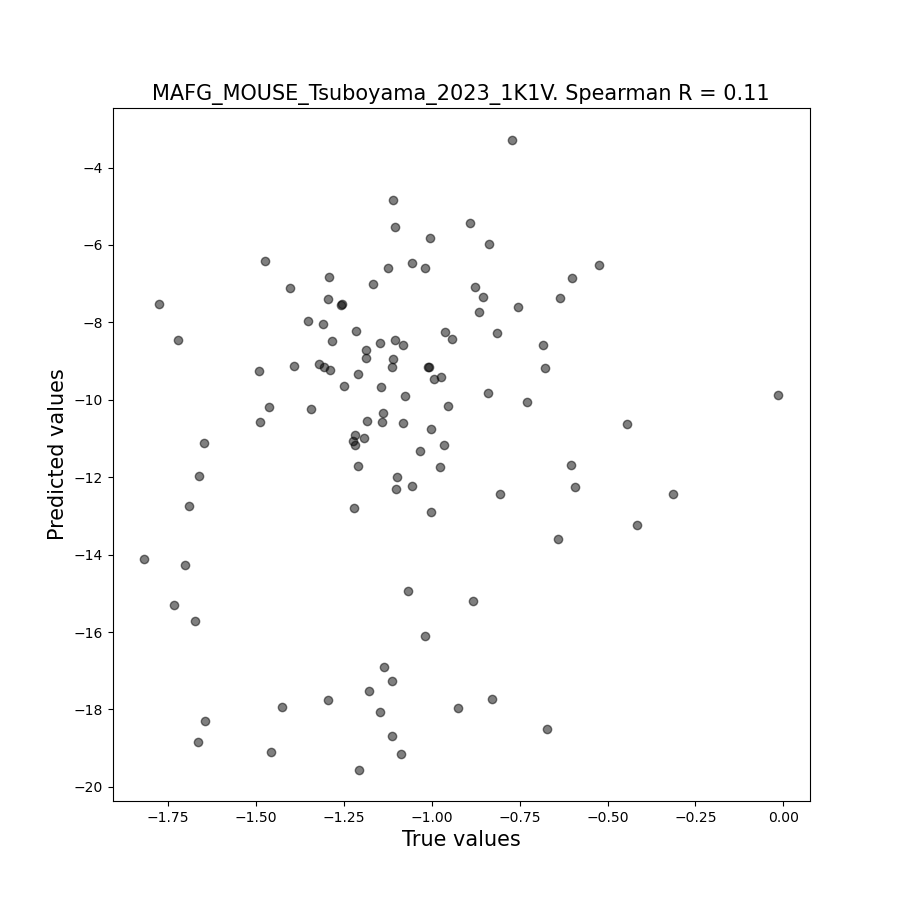 MAFG_MOUSE_Tsuboyama_2023_1K1V. Spearman R = 0.11
−4
−6
−8
−10
−12
−14
−16
−18
−20
Predicted values
−1.75 −1.50 −1.25 −1.00 −0.75 −0.50 −0.25 0.00
True values